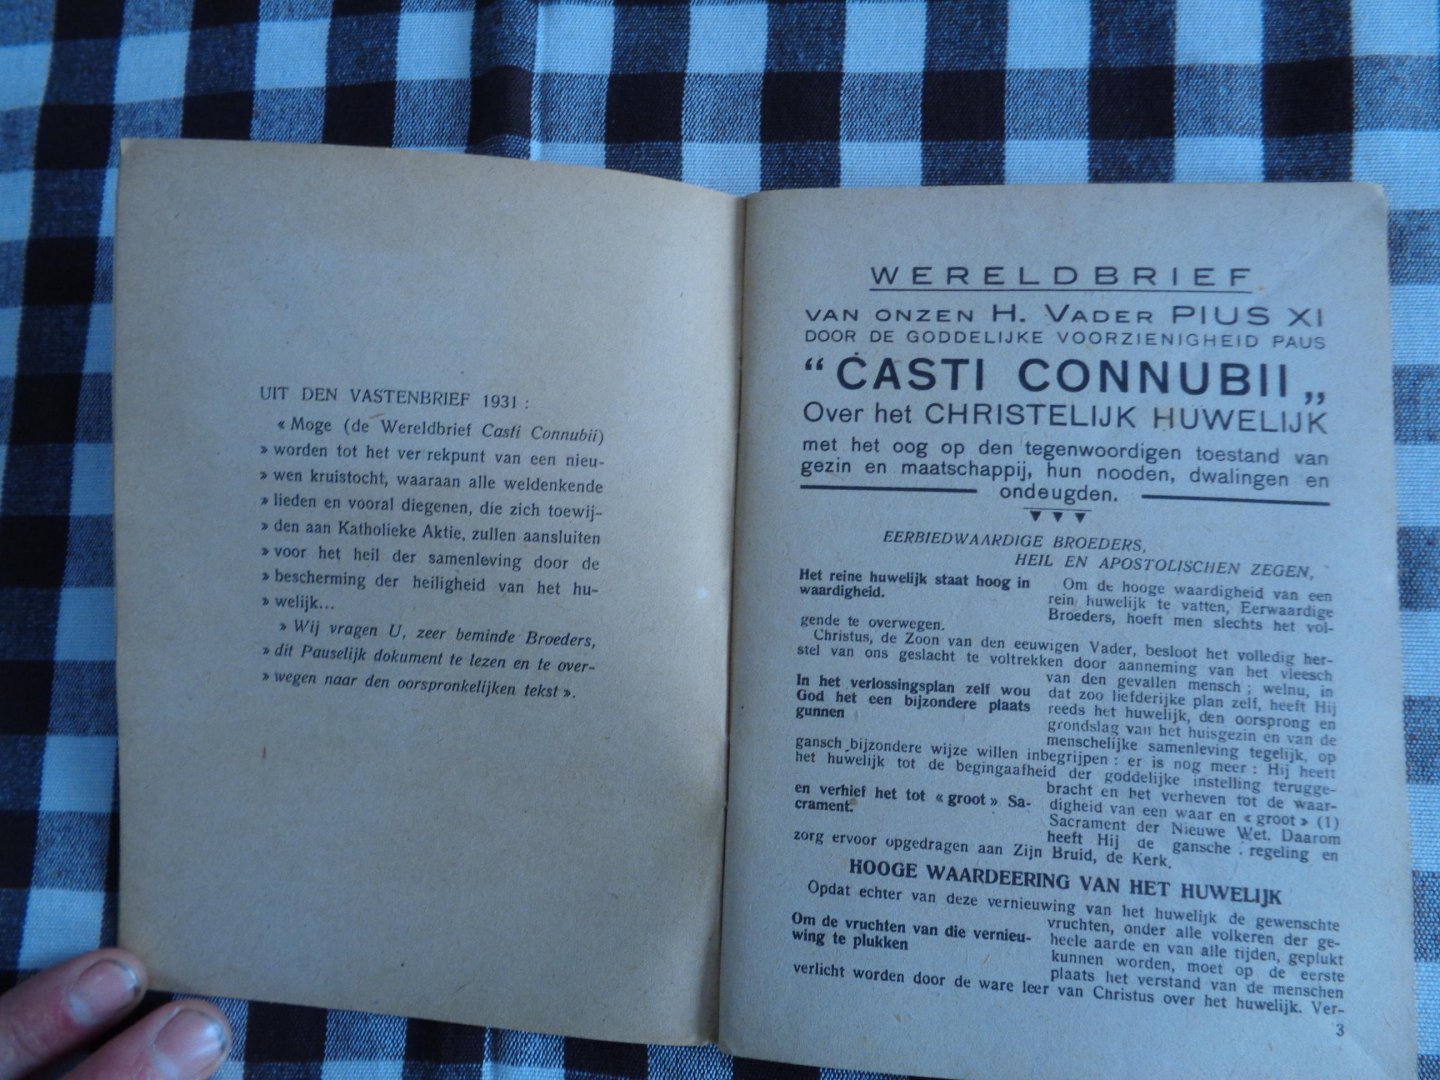 UIT DEN VASTENBRIEF 1931 :
« Moge (de Wereldbrief Casti Connubii)
» worden tot het ver rekpunt van een nieu-
» wen kruistocht, waaraan alle weldenkende
» lieden en vooral diegenen, die zich toewij-
» den aan Katholieke Aktie, zullen aansluiten
» voor het heil der samenleving door de
» bescherming der heiligheid van het hu-
» welijk...
» Wij vragen U, zeer beminde Broeders,
» dit Pauselijk dokument te lezen en te over-
» wegen naar den oorspronkelijken tekst ».
WERELDBRIEF
VAN ONZEN H. VADER PIUS XI
DOOR DE GODDELIJKE VOORZIENIGHEID PAUS
“ CASTI CONNUBII „
Over het CHRISTELIJK HUWELIJK
met het oog op den tegenwoordigen toestand van
gezin en maatschappij, hun nooden, dwalingen en
ondeugden.
EERBIEDWAARDIGE BROEDERS,
HEIL EN APOSTOLISCHEN ZEGEN,
Het reine huwelijk staat hoog in
waardigheid.
Om de hooge waardigheid van een
rein huwelijk te vatten, Eerwaardige
Broeders, hoeft men slechts het vol-
gende te overwegen.
Christus, de Zoon van den eeuwigen Vader, besloot het volledig her-
stel van ons geslacht te voltrekken door aanneming van het vleesch
In het verlossingsplan zelf wou
God het een bijzondere plaats
gunnen
van den gevallen mensch ; welnu, in
dat zoo liefderijke plan zelf, heeft Hij
reeds het huwelijk, den oorsprong en
grondslag van het huisgezin en van de
menschelijke samenleving tegelijk, op
gansch bijzondere wijze willen inbegrijpen : er is nog meer : Hij heeft
het huwelijk tot de begingaafheid der goddelijke instelling terugge-
en verhief het tot « groot » Sa-
crament.
bracht en het verheven tot de waar-
digheid van een waar en « groot » (1)
Sacrament der Nieuwe Wet. Daarom
heeft Hij de gansche regeling en
zorg ervoor opgedragen aan Zijn Bruid, de Kerk.
HOOGE WAARDEERING VAN HET HUWELIJK
Opdat echter van deze vernieuwing van het huwelijk de gewenschte
Om de vruchten van die vernieu-
wing te plukken
vruchten, onder alle volkeren der ge-
heele aarde en van alle tijden, geplukt
kunnen worden, moet op de eerste
plaats het verstand van de menschen
verlicht worden door de ware leer van Christus over het huwelijk. Ver-
3